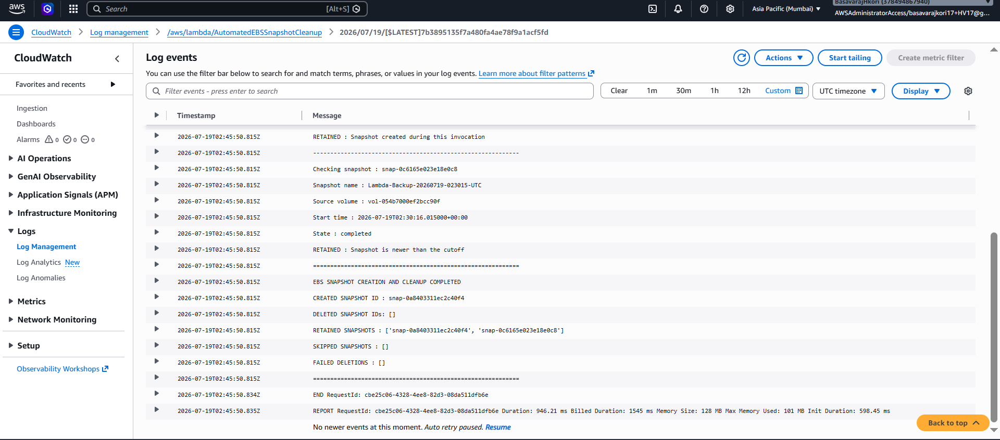 aws
Search [Alt+S]
Asia Pacific (Mumbai)
BasavarajHkori (378494867940)
AWSAdministratorAccess/basavarajkori17+HV17@g...
CloudWatch
Log management
/aws/lambda/AutomatedEBSSnapshotCleanup
2026/07/19/[$LATEST]7b3895135f7a480fa4ae78f9a1acf5fd
CloudWatch
Favorites and recents
Ingestion
Dashboards
Alarms 0 0 0
AI Operations
GenAI Observability
Application Signals (APM)
Infrastructure Monitoring
Logs
Log Management
Log Analytics New
Log Anomalies
Metrics
Network Monitoring
Setup
Observability Workshops
Log events
Actions
Start tailing
Create metric filter
You can use the filter bar below to search for and match terms, phrases, or values in your log events. Learn more about filter patterns
Filter events - press enter to search
Clear 1m 30m 1h 12h Custom
UTC timezone
Display
Timestamp Message
2026-07-19T02:45:50.815Z RETAINED : Snapshot created during this invocation
2026-07-19T02:45:50.815Z ------------------------------------------------------------
2026-07-19T02:45:50.815Z Checking snapshot : snap-0c6165e023e18e0c8
2026-07-19T02:45:50.815Z Snapshot name : Lambda-Backup-20260719-023015-UTC
2026-07-19T02:45:50.815Z Source volume : vol-054b7000ef2bcc90f
2026-07-19T02:45:50.815Z Start time : 2026-07-19T02:30:16.015000+00:00
2026-07-19T02:45:50.815Z State : completed
2026-07-19T02:45:50.815Z RETAINED : Snapshot is newer than the cutoff
2026-07-19T02:45:50.815Z ============================================================
2026-07-19T02:45:50.815Z EBS SNAPSHOT CREATION AND CLEANUP COMPLETED
2026-07-19T02:45:50.815Z CREATED SNAPSHOT ID : snap-0a8403311ec2c40f4
2026-07-19T02:45:50.815Z DELETED SNAPSHOT IDs: []
2026-07-19T02:45:50.815Z RETAINED SNAPSHOTS : ['snap-0a8403311ec2c40f4', 'snap-0c6165e023e18e0c8']
2026-07-19T02:45:50.815Z SKIPPED SNAPSHOTS : []
2026-07-19T02:45:50.815Z FAILED DELETIONS : []
2026-07-19T02:45:50.815Z ============================================================
2026-07-19T02:45:50.834Z END RequestId: cbe25c06-4328-4ee8-82d3-08da511dfb6e
2026-07-19T02:45:50.835Z REPORT RequestId: cbe25c06-4328-4ee8-82d3-08da511dfb6e Duration: 946.21 ms Billed Duration: 1545 ms Memory Size: 128 MB Max Memory Used: 101 MB Init Duration: 598.45 ms
No newer events at this moment. Auto retry paused. Resume
Back to top